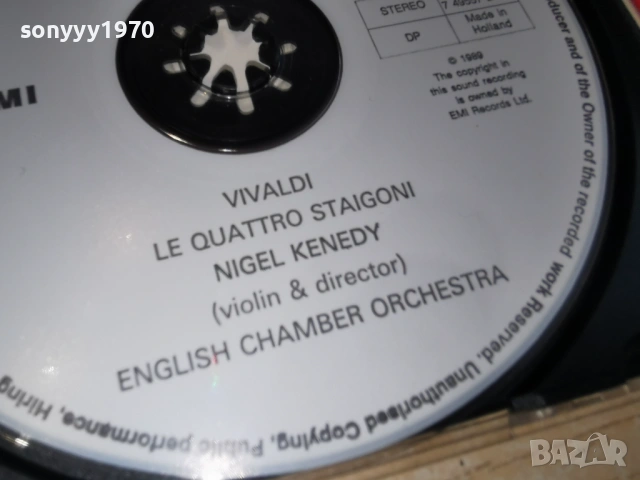 sonyyy1970
STEREO
DP
Made in
Holland
© 1989
The copyright in
this sound recording
is owned by
EMI Records Ltd.
EMI
VIVALDI
LE QUATTRO STAIGONI
NIGEL KENEDY
(violin & director)
ENGLISH CHAMBER ORCHESTRA
and of the Owner of the recorded work Reserved. Unauthorised Copying, Public performance, Hiring
BAZAR